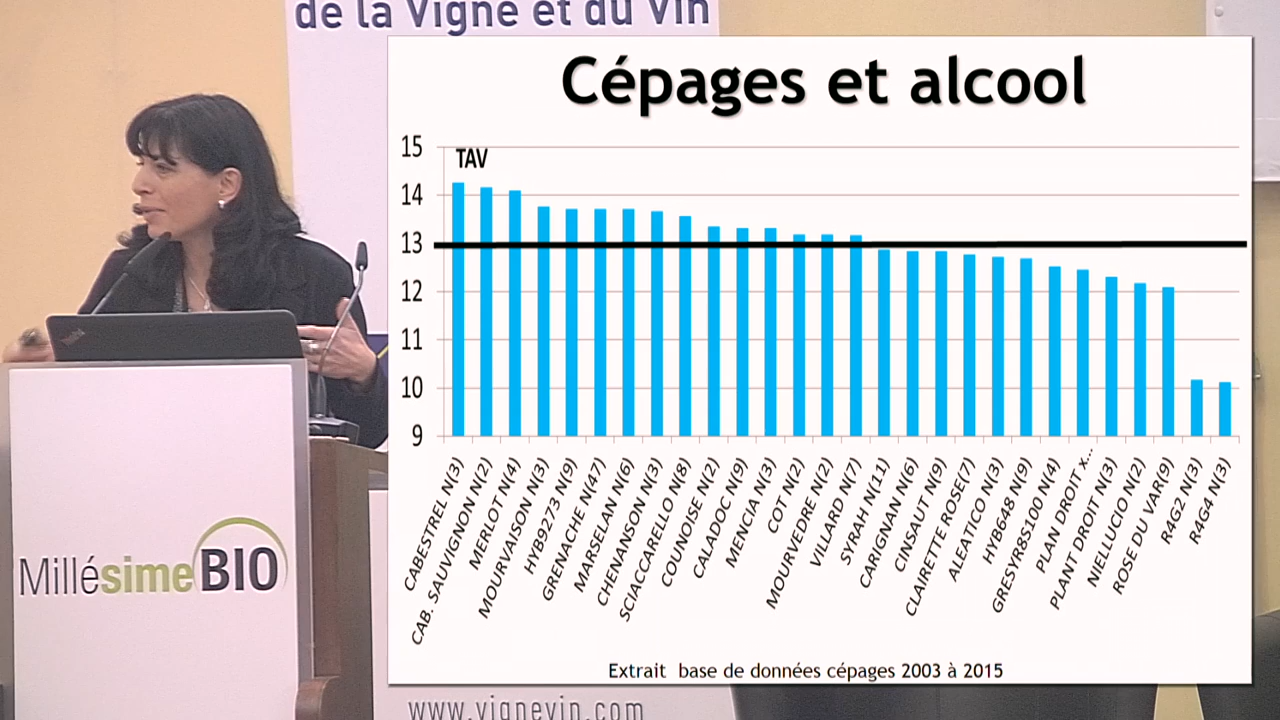 de la Vigne et du Vin
Cépages et alcool
TAV
15
14
13
12
11
10
9
CABESTREL N(3)
CAB. SAUVIGNON N(2)
MERLOT N(4)
MOURVAISON N(3)
HYB9273 N(9)
GRENACHE N(47)
MARSELAN N(6)
CHENANSON N(3)
SCIACCARELLO N(8)
COUNOISE N(2)
CALADOC N(9)
MENCIA N(3)
COT N(2)
MOURVEDRE N(2)
VILLARD N(7)
SYRAH N(11)
CARIGNAN N(6)
CINSAUT N(9)
CLAIRETTE ROSE(7)
ALEATICO N(3)
HYB648 N(9)
GRESYR8S100 N(4)
PLAN DROIT x...
PLANT DROIT N(3)
NIELLUCIO N(2)
ROSE DU VAR(9)
R4G2 N(3)
R4G4 N(3)
Extrait base de données cépages 2003 à 2015
MillésimeBIO
www.vignevin.com